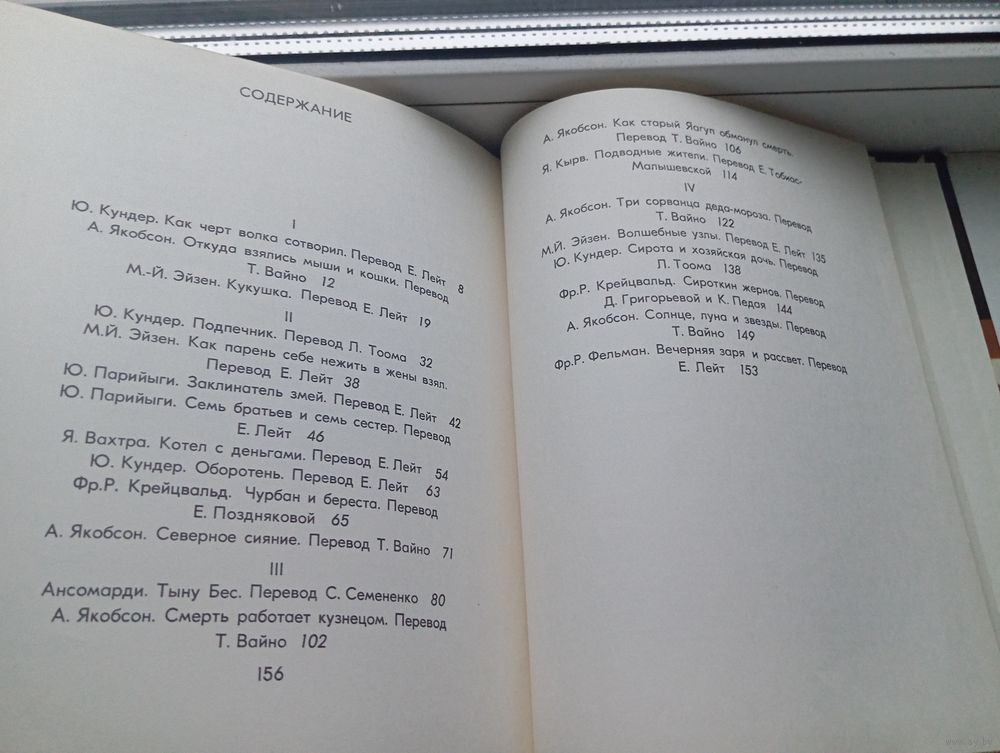 СОДЕРЖАНИЕ
I
Ю. Кундер. Как черт волка сотворил. Перевод Е. Лейт 8
А. Якобсон. Откуда взялись мыши и кошки. Перевод
Т. Вайно 12
М.-Й. Эйзен. Кукушка. Перевод Е. Лейт 19
II
Ю. Кундер. Подпечник. Перевод Л. Тоома 32
М.Й. Эйзен. Как парень себе нежить в жены взял.
Перевод Е. Лейт 38
Ю. Парийыги. Заклинатель змей. Перевод Е. Лейт 42
Ю. Парийыги. Семь братьев и семь сестер. Перевод
Е. Лейт 46
Я. Вахтра. Котел с деньгами. Перевод Е. Лейт 54
Ю. Кундер. Оборотень. Перевод Е. Лейт 63
Фр.Р. Крейцвальд. Чурбан и береста. Перевод
Е. Поздняковой 65
А. Якобсон. Северное сияние. Перевод Т. Вайно 71
III
Ансомарди. Тыну Бес. Перевод С. Семененко 80
А. Якобсон. Смерть работает кузнецом. Перевод
Т. Вайно 102
156
А. Якобсон. Как старый Яагуп обманул смерть.
Перевод Т. Вайно 106
Я. Кырв. Подводные жители. Перевод Е. Тобиас-
Малышевской 114
IV
А. Якобсон. Три сорванца деда-мороза. Перевод
Т. Вайно 122
М.Й. Эйзен. Волшебные узлы. Перевод Е. Лейт 135
Ю. Кундер. Сирота и хозяйская дочь. Перевод
Л. Тоома 138
Фр.Р. Крейцвальд. Сироткин жернов. Перевод
Д. Григорьевой и К. Педая 144
А. Якобсон. Солнце, луна и звезды. Перевод
Т. Вайно 149
Фр.Р. Фельман. Вечерняя заря и рассвет. Перевод
Е. Лейт 153
www.ay.by